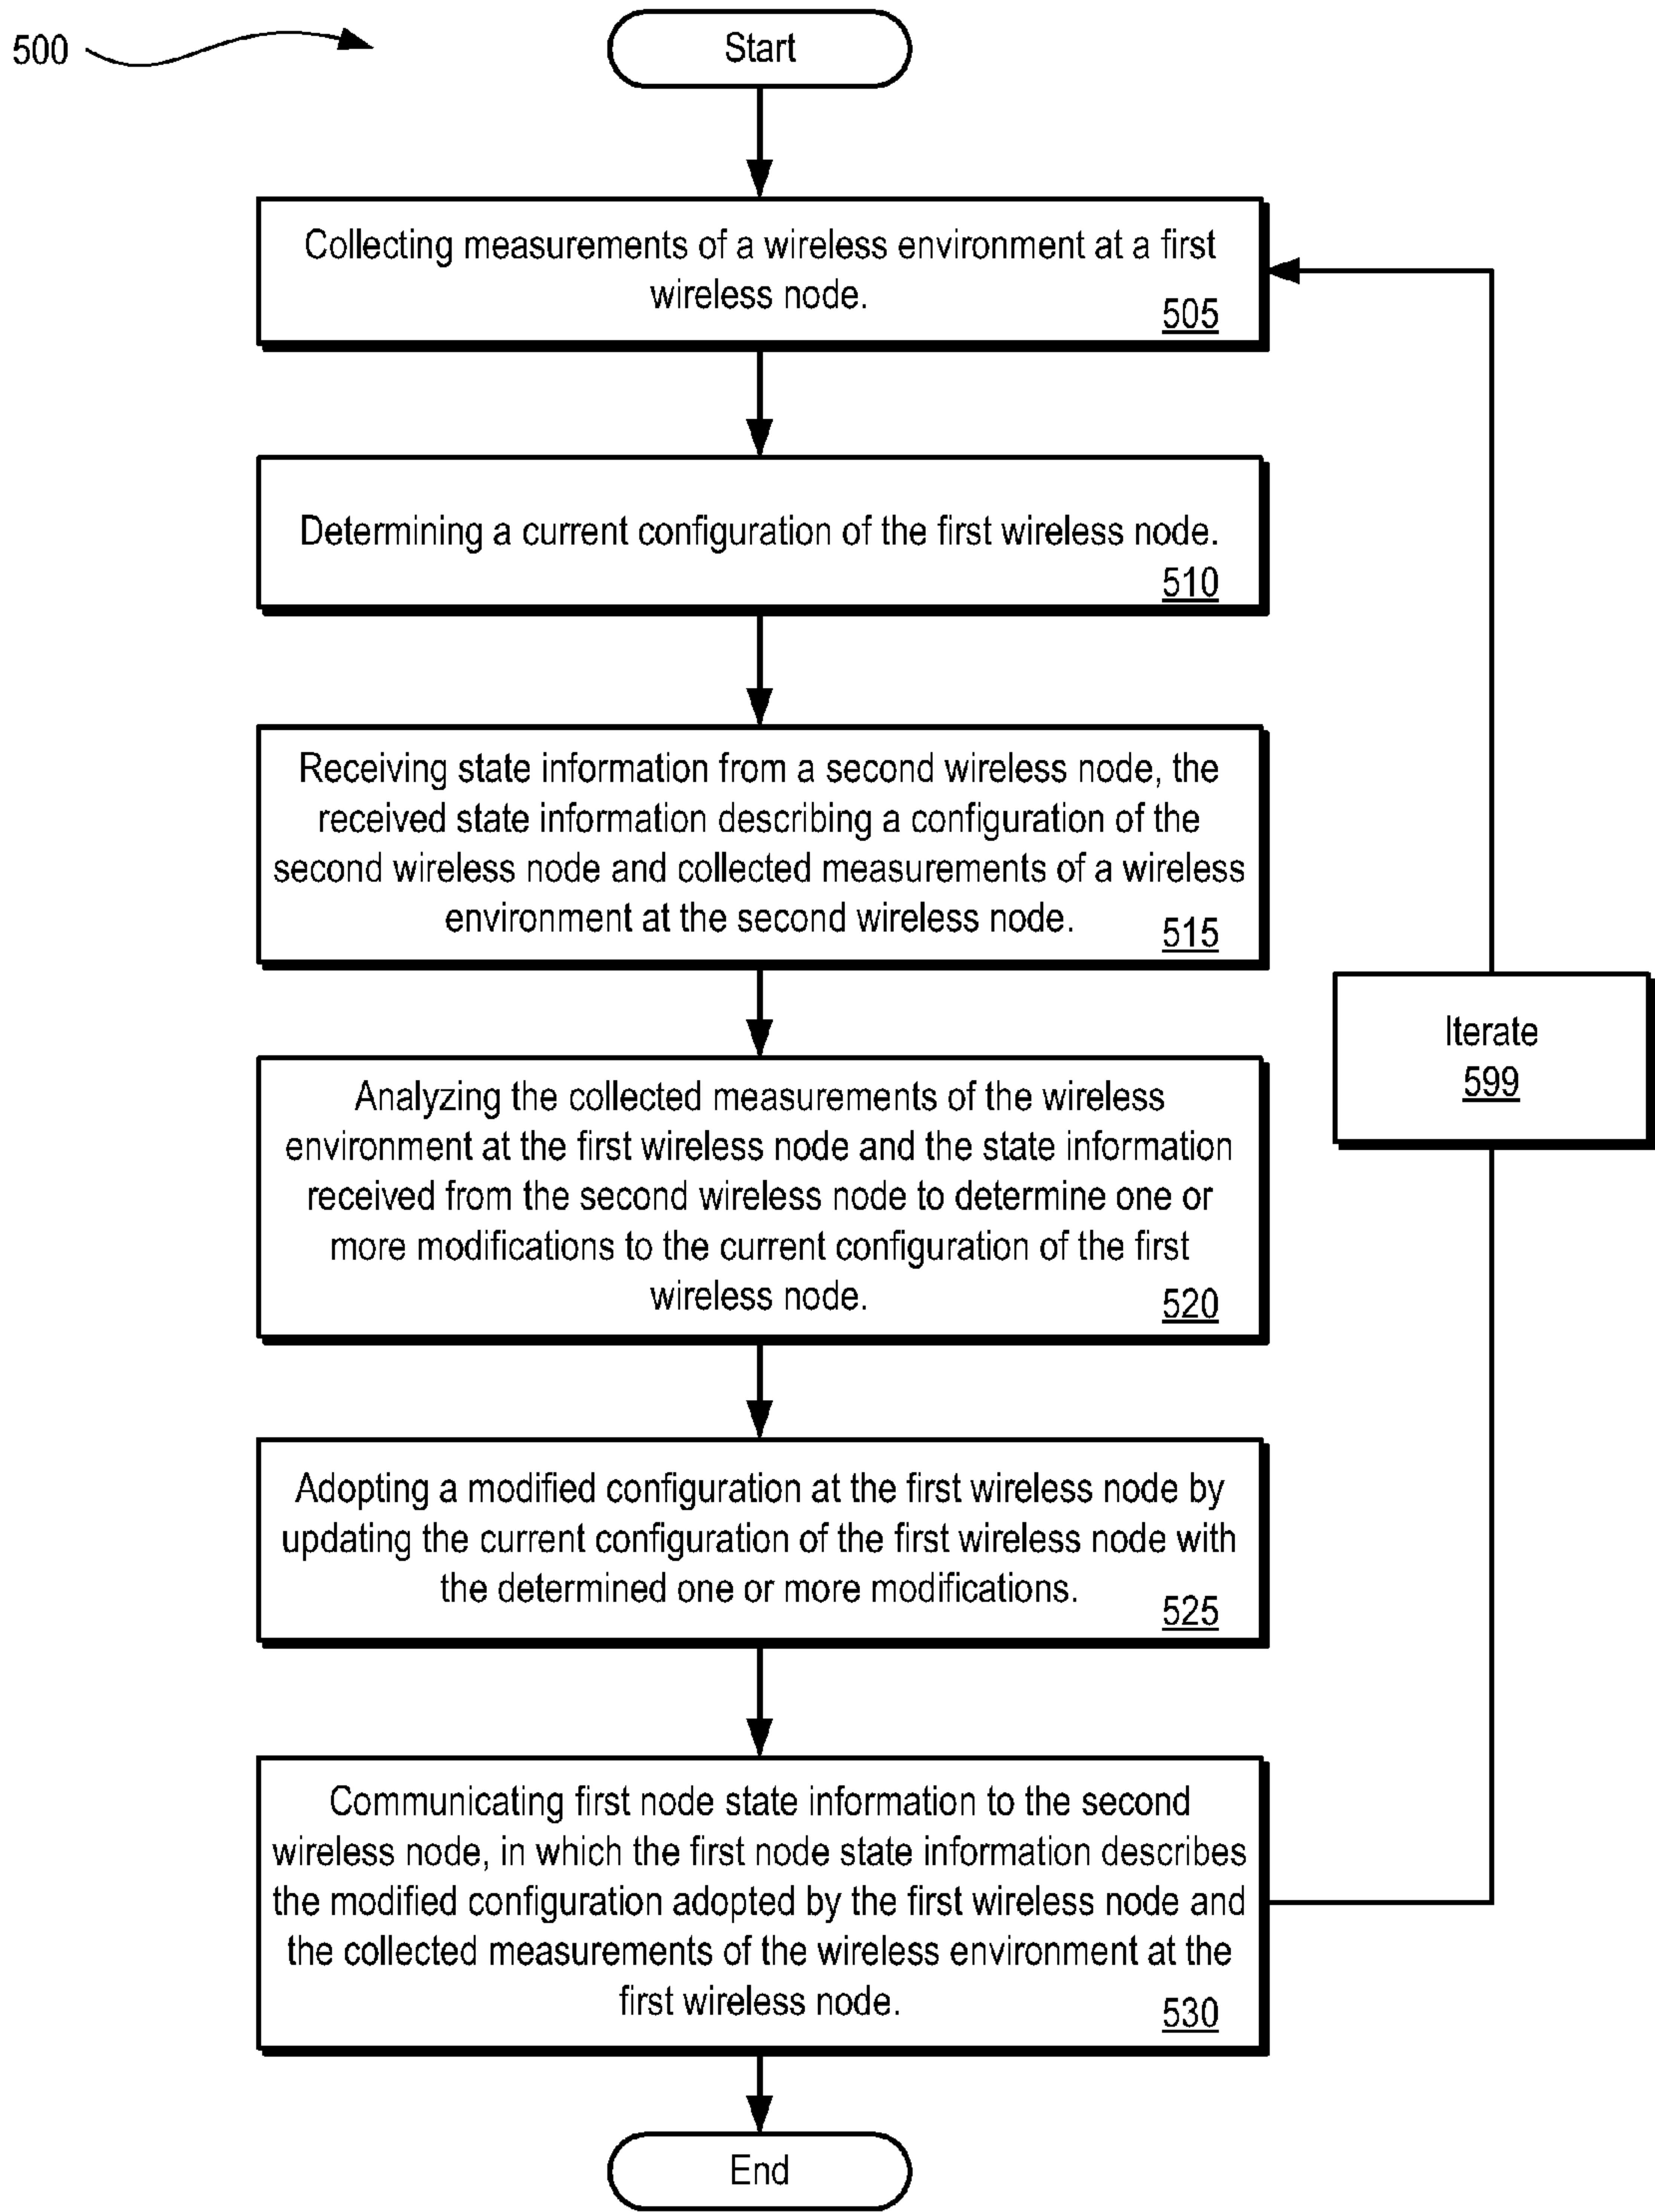 500
Start
Collecting measurements of a wireless environment at a first
wireless node.
505
Determining a current configuration of the first wireless node.
510
Receiving state information from a second wireless node, the
received state information describing a configuration of the
second wireless node and collected measurements of a wireless
environment at the second wireless node.
515
Iterate
599
Analyzing the collected measurements of the wireless
environment at the first wireless node and the state information
received from the second wireless node to determine one or
more modifications to the current configuration of the first
wireless node.
520
Adopting a modified configuration at the first wireless node by
updating the current configuration of the first wireless node with
the determined one or more modifications.
525
Communicating first node state information to the second
wireless node, in which the first node state information describes
the modified configuration adopted by the first wireless node and
the collected measurements of the wireless environment at the
first wireless node.
530
End